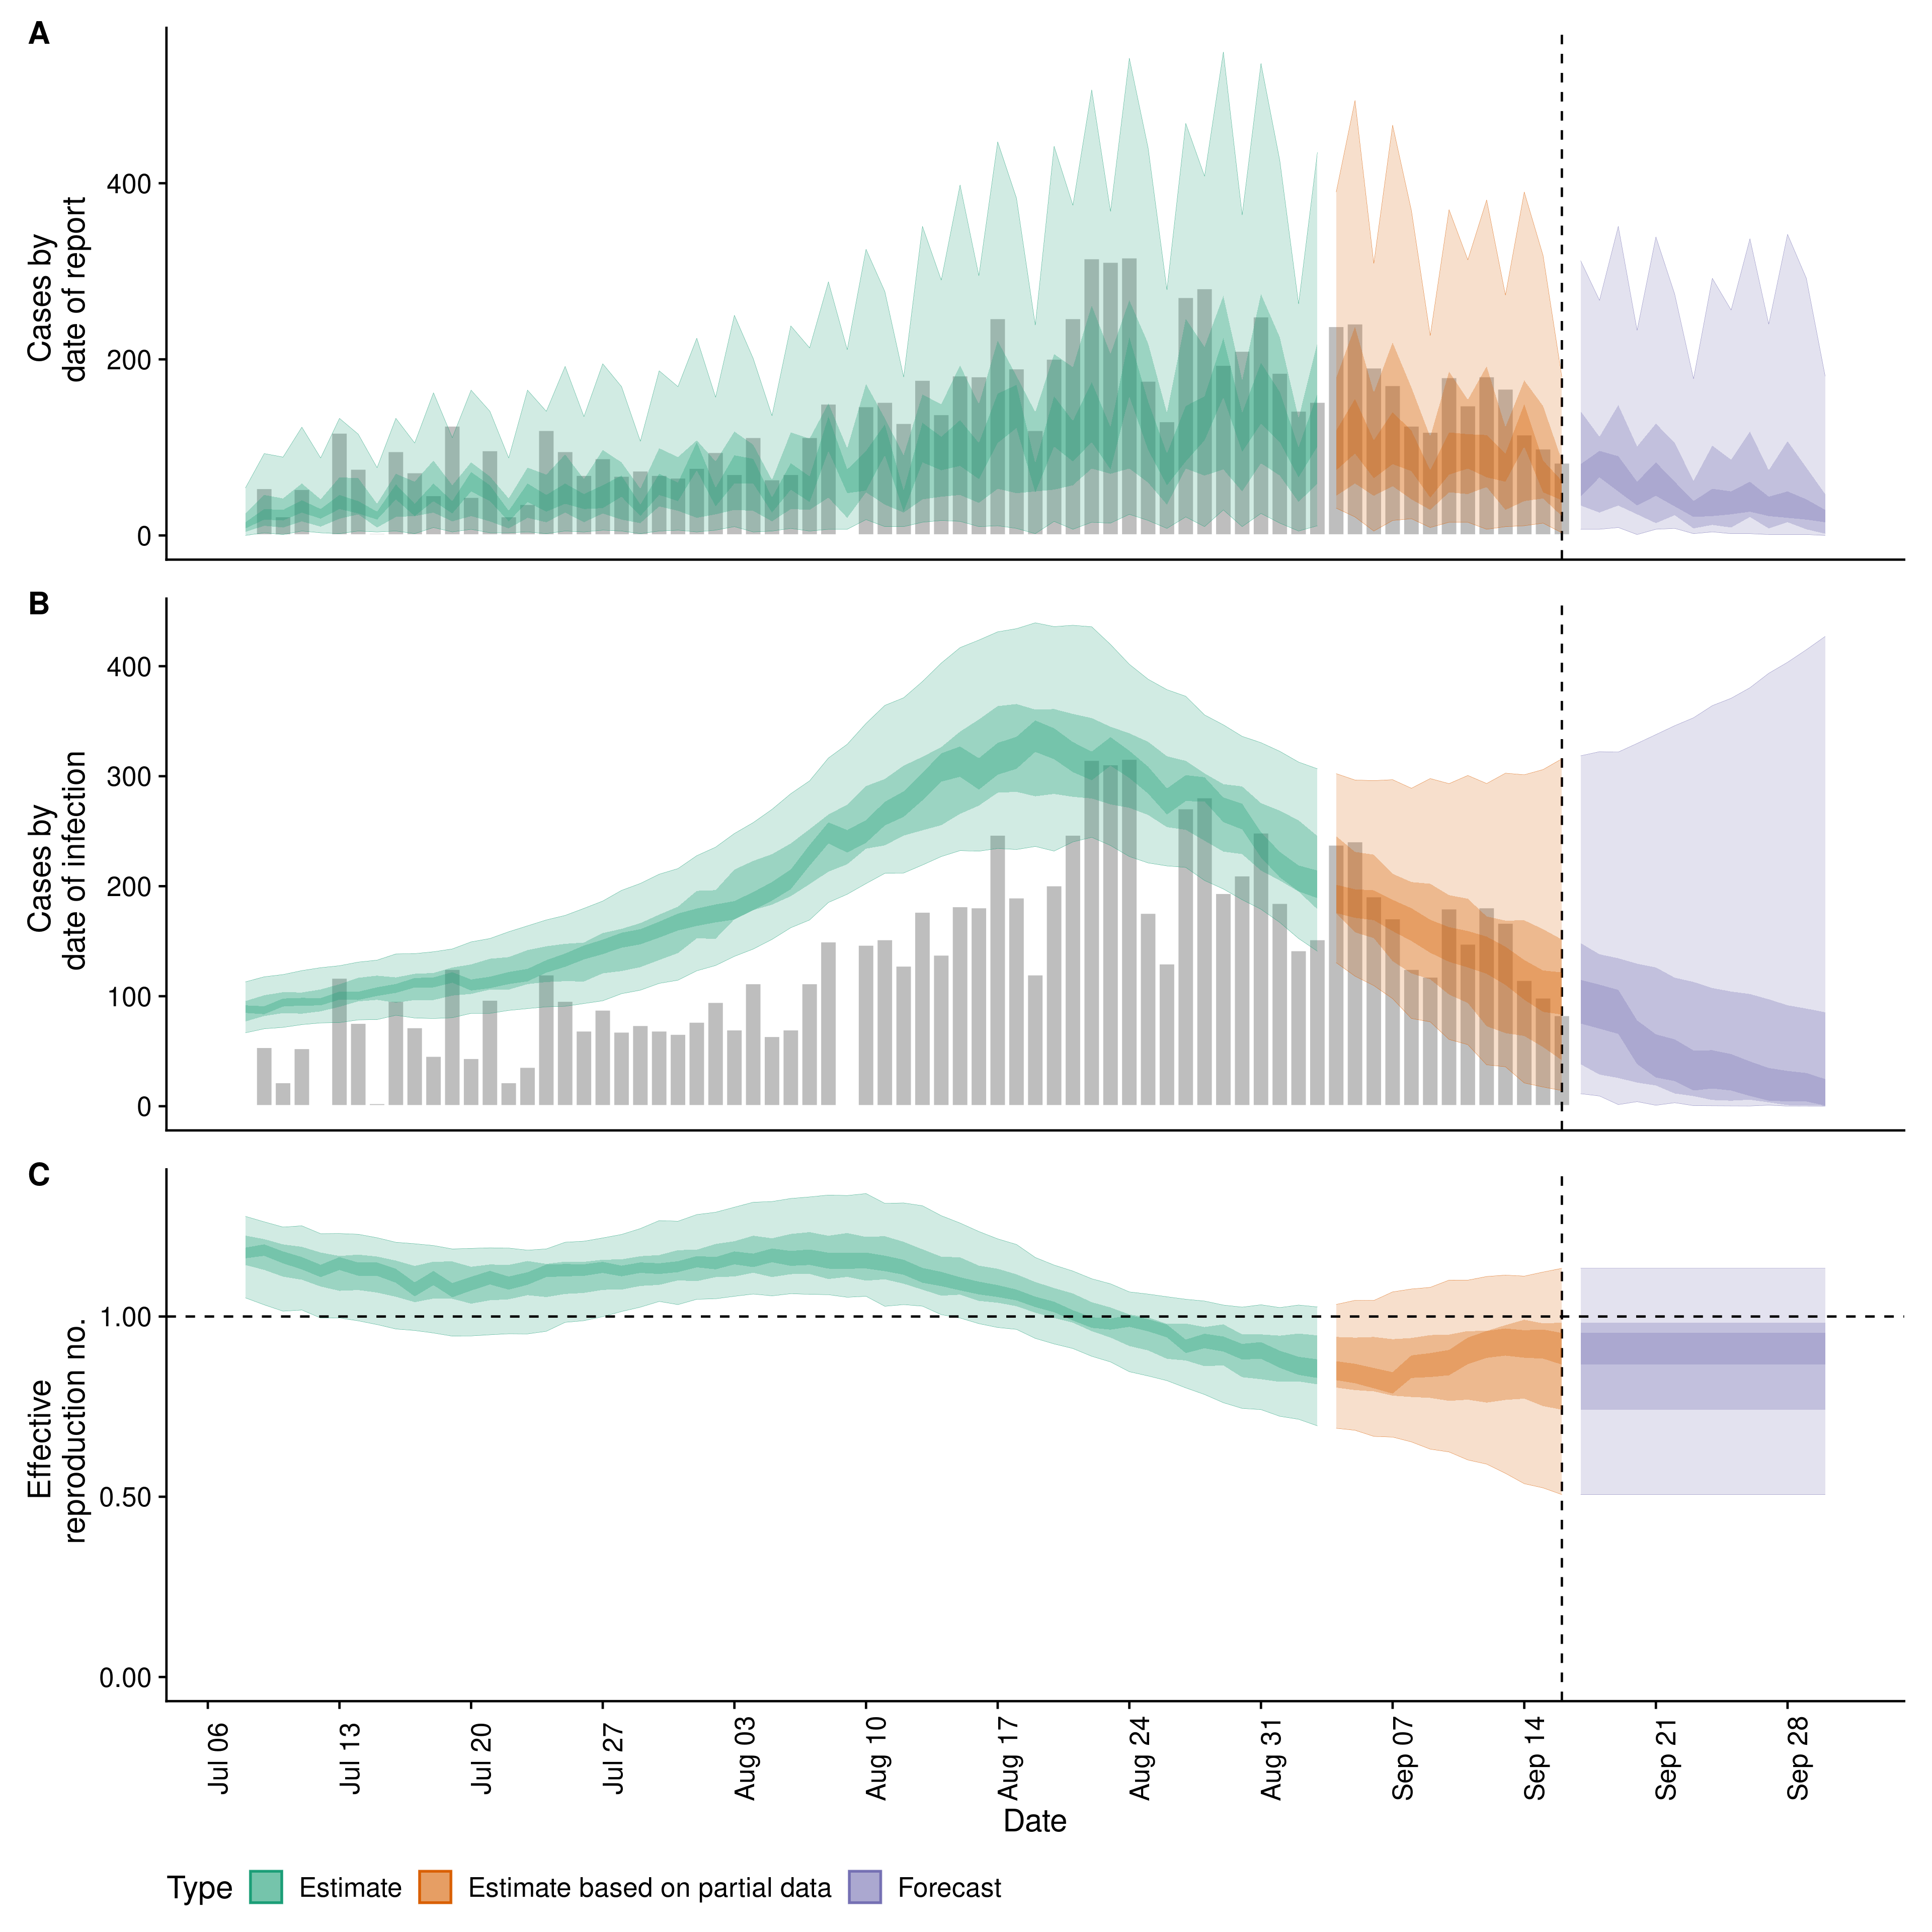 A
Cases by
date of report
400
200
0
B
Cases by
date of infection
400
300
200
100
0
C
Effective
reproduction no.
1.00
0.50
0.00
Jul 06
Jul 13
Jul 20
Jul 27
Aug 03
Aug 10
Aug 17
Aug 24
Aug 31
Sep 07
Sep 14
Sep 21
Sep 28
Date
Type Estimate Estimate based on partial data Forecast